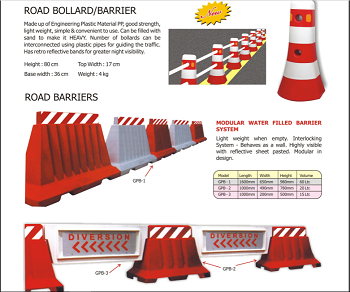 ROAD BOLLARD/BARRIER
Made up of Engineering Plastic Material PP, good strength,
light weight, simple & convenient to use. Can be filled with
sand to make it HEAVY. Number of bollards can be
interconnected using plastic pipes for guiding the traffic.
Has retro reflective bands for greater night visibility.
Height : 80 cm Top Width : 17 cm
Base width : 36 cm Weight : 4 kg
New
ROAD BARRIERS
MODULAR WATER FILLED BARRIER
SYSTEM
Light weight when empty. Interlocking
System - Behaves as a wall. Highly visible
with reflective sheet pasted. Modular in
design.
GPB-1
Model Length Width Height Volume
GPB - 1 1600mm 650mm 980mm 60 Ltr.
GPB - 2 1000mm 490mm 780mm 20 Ltr.
GPB - 3 1000mm 200mm 500mm 15 Ltr.
DIVERSION
DIVERSION
GPB-3
GPB-2